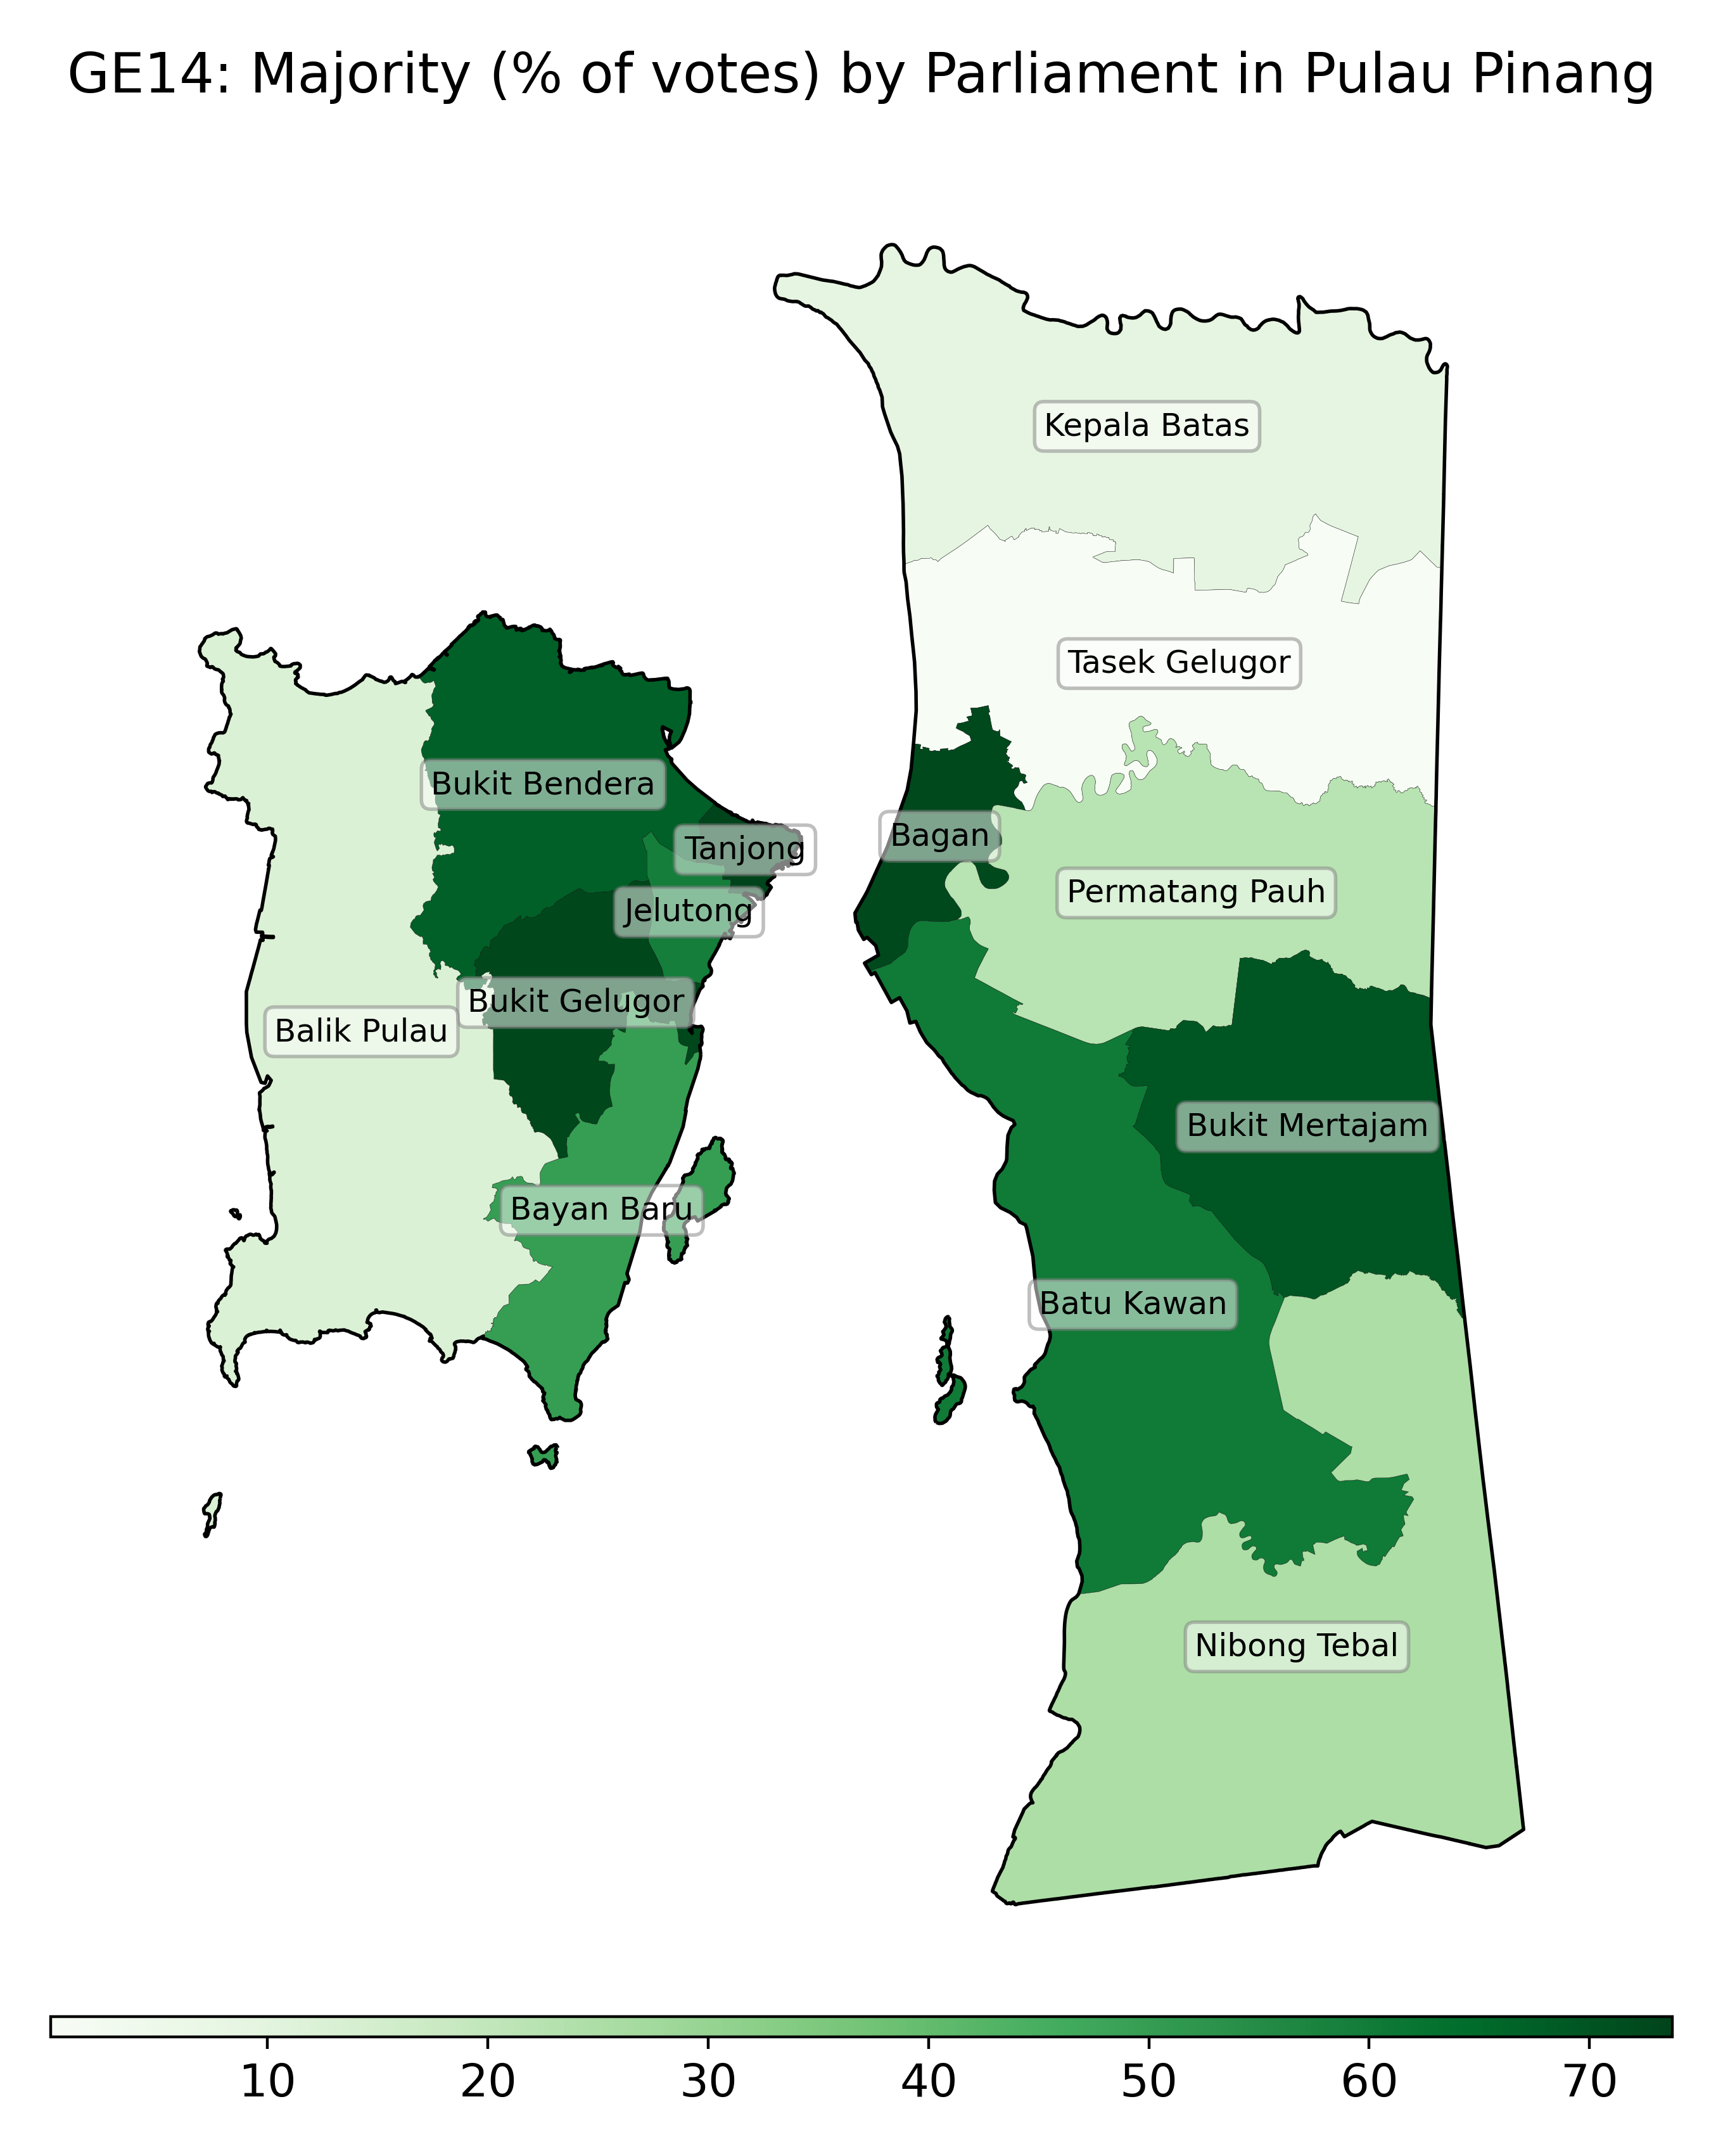 GE14: Majority (% of votes) by Parliament in Pulau Pinang
Kepala Batas
Tasek Gelugor
Bukit Bendera
Tanjong
Bagan
Permatang Pauh
Jelutong
Bukit Gelugor
Balik Pulau
Bukit Mertajam
Bayan Baru
Batu Kawan
Nibong Tebal
10 20 30 40 50 60 70